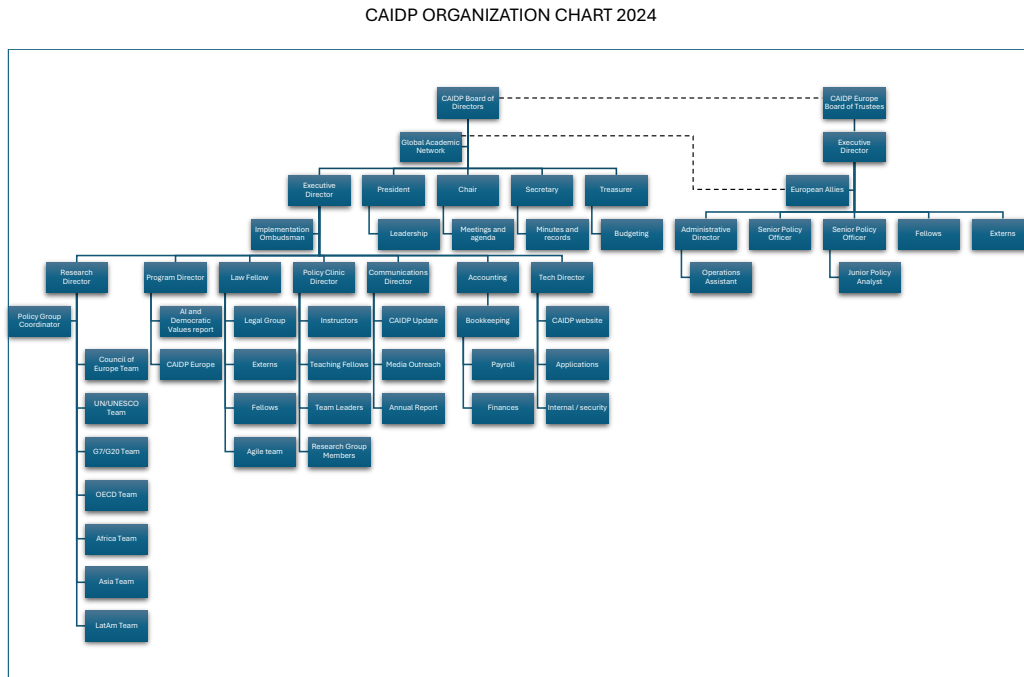 CAIDP ORGANIZATION CHART 2024
CAIDP Board of
Directors
CAIDP Europe
Board of Trustees
Global Academic
Network
Executive
Director
Executive
Director
President
Chair
Secretary
Treasurer
European Allies
Implementation
Ombudsman
Leadership
Meetings and
agenda
Minutes and
records
Budgeting
Administrative
Director
Senior Policy
Officer
Senior Policy
Officer
Fellows
Externs
Research
Director
Program Director
Law Fellow
Policy Clinic
Director
Communications
Director
Accounting
Tech Director
Operations
Assistant
Junior Policy
Analyst
Policy Group
Coordinator
AI and
Democratic
Values report
Legal Group
Instructors
CAIDP Update
Bookkeeping
CAIDP website
Council of
Europe Team
CAIDP Europe
Externs
Teaching Fellows
Media Outreach
Payroll
Applications
UN/UNESCO
Team
Fellows
Team Leaders
Annual Report
Finances
Internal / security
G7/G20 Team
Agile team
Research Group
Members
OECD Team
Africa Team
Asia Team
LatAm Team